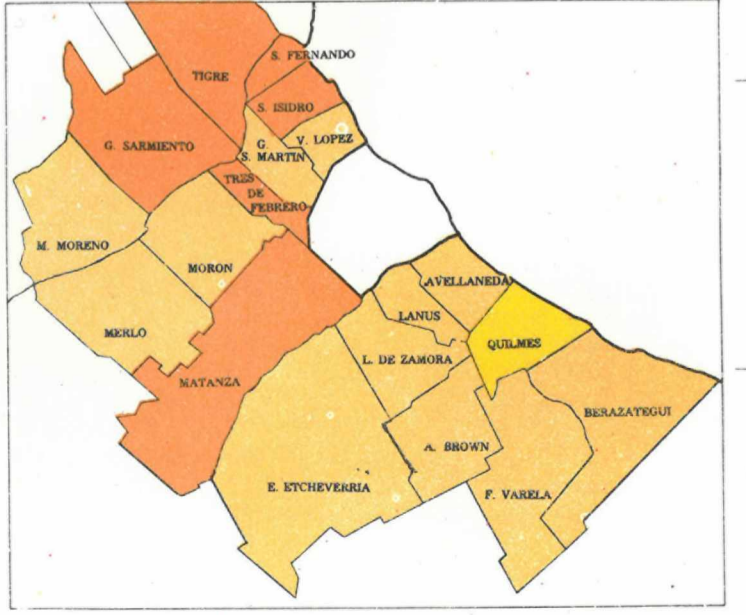 S. FERNANDO
TIGRE
S. ISIDRO
G. SARMIENTO
G.
S. MARTIN
V. LOPEZ
TRES
DE
FEBRERO
M. MORENO
MORON
AVELLANEDA
LANUS
MERLO
QUILMES
L. DE ZAMORA
MATANZA
BERAZATEGUI
A. BROWN
E. ETCHEVERRIA
F. VARELA